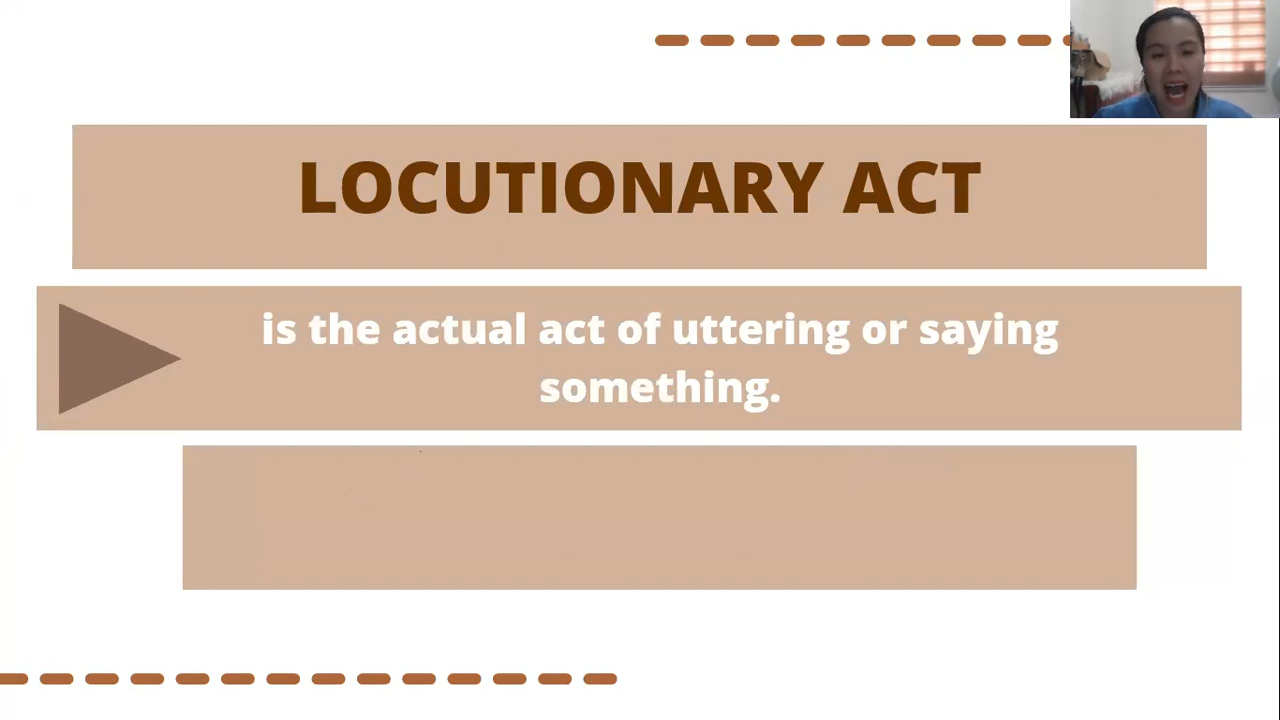 LOCUTIONARY ACT
is the actual act of uttering or saying
something.